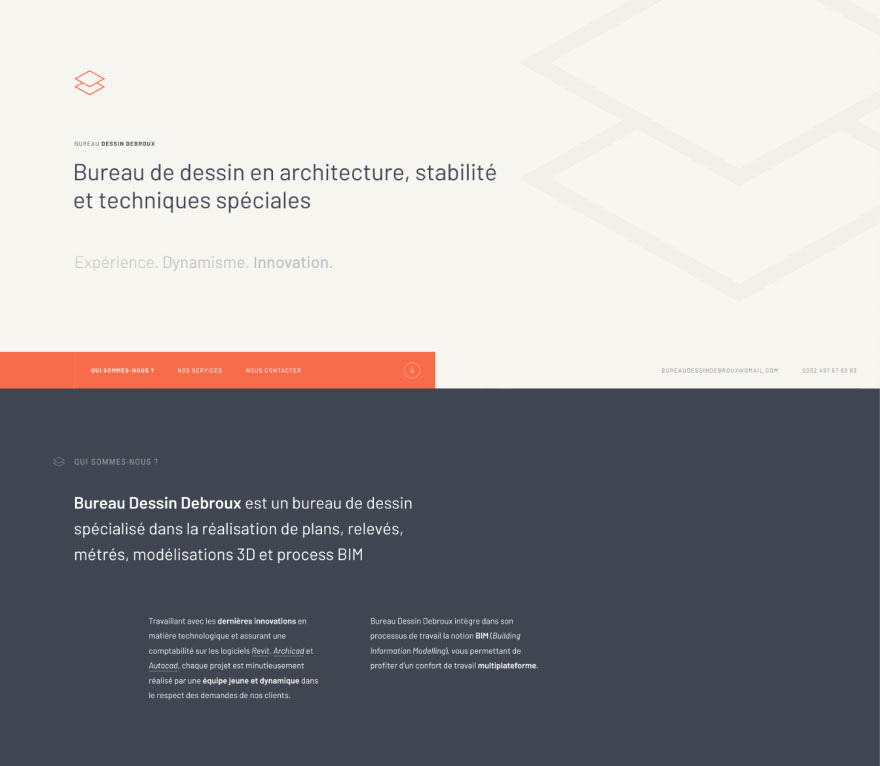 BUREAU DESSIN DEBROUX
Bureau de dessin en architecture, stabilité
et techniques spéciales
Expérience. Dynamisme. Innovation.
QUI SOMMES-NOUS ? NOS SERVICES NOUS CONTACTER
BUREAUDESSINDEBROUX@GMAIL.COM 0032 497 57 63 53
QUI SOMMES-NOUS ?
Bureau Dessin Debroux est un bureau de dessin
spécialisé dans la réalisation de plans, relevés,
métrés, modélisations 3D et process BIM
Travaillant avec les dernières innovations en
matière technologique et assurant une
comptabilité sur les logiciels Revit, Archicad et
Autocad, chaque projet est minutieusement
réalisé par une équipe jeune et dynamique dans
le respect des demandes de nos clients.
Bureau Dessin Debroux intègre dans son
processus de travail la notion BIM (Building
Information Modelling), vous permettant de
profiter d'un confort de travail multiplateforme.